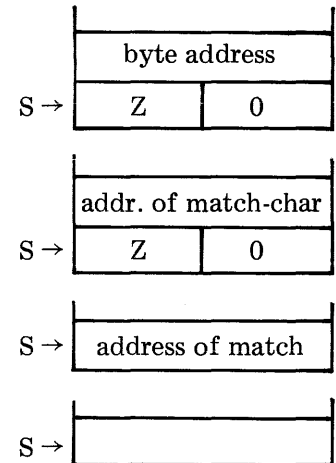 byte address
S → Z 0
addr. of match-char
S → Z 0
S → address of match
S →